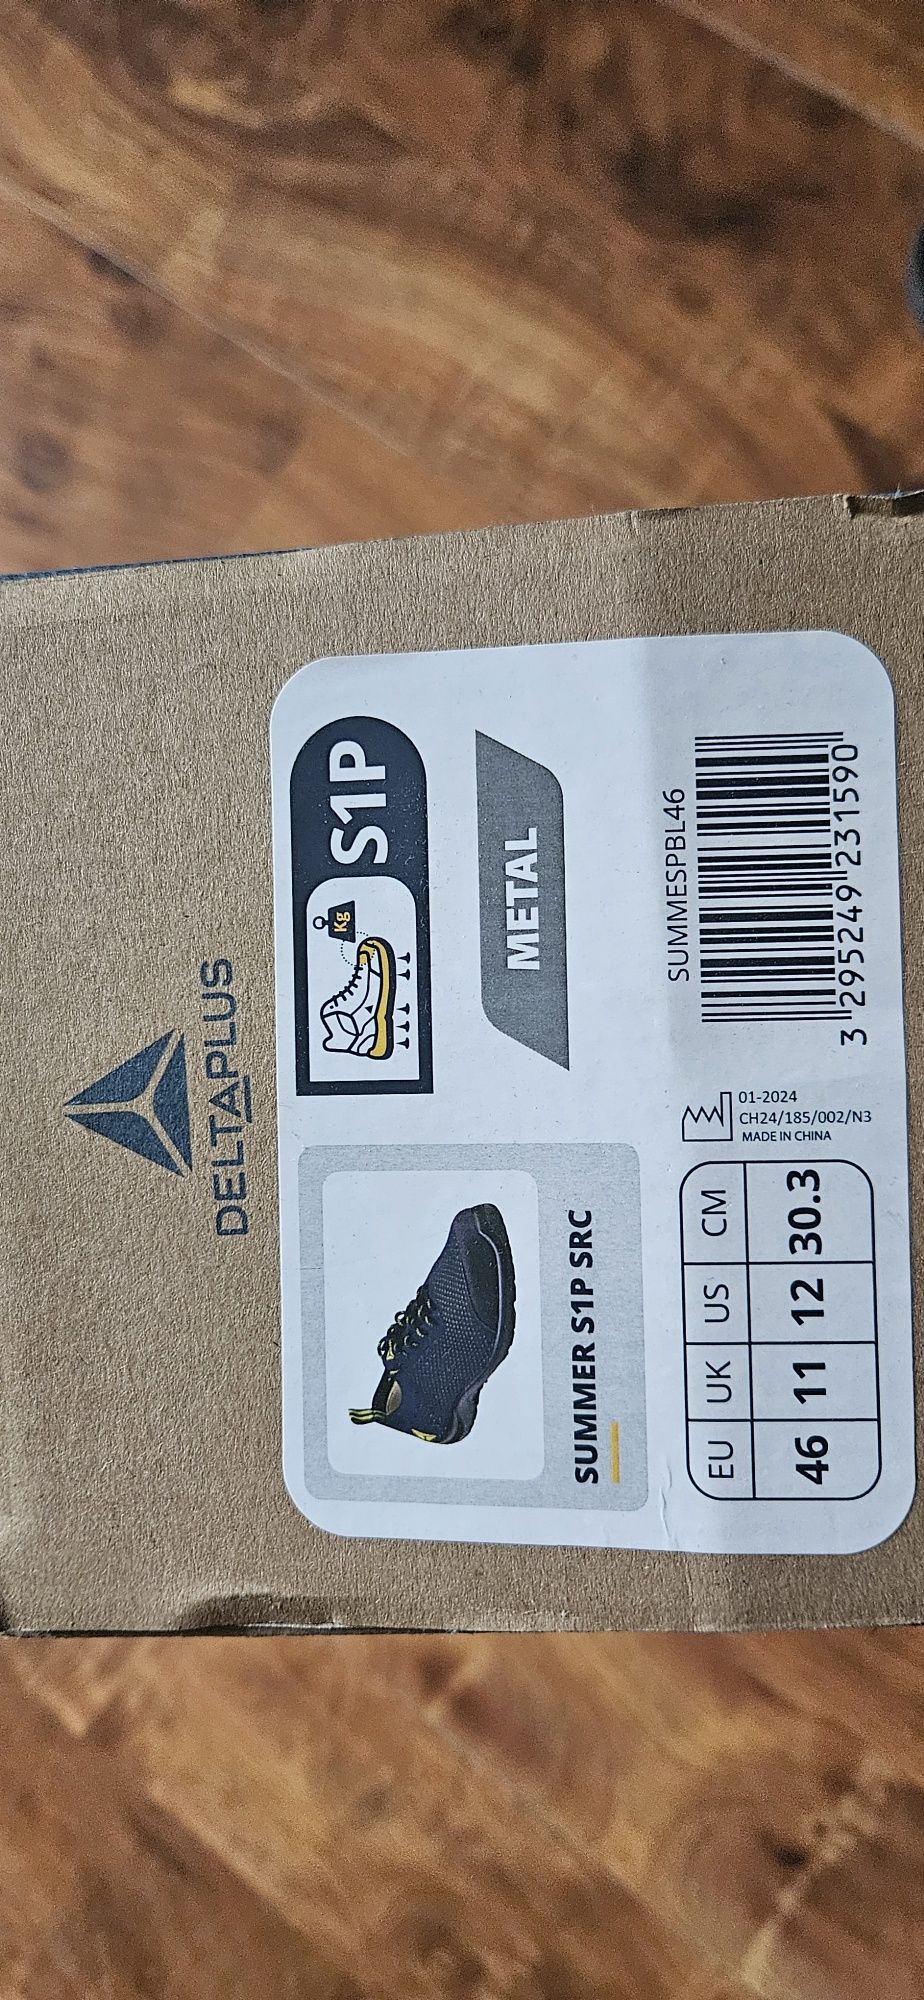 DELTAPLUS
Kg
S1P
METAL
SUMMER S1P SRC
SUMMESPBL46
3 295249 231590
01-2024
CH24/185/002/N3
MADE IN CHINA
EU UK US CM
46 11 12 30.3